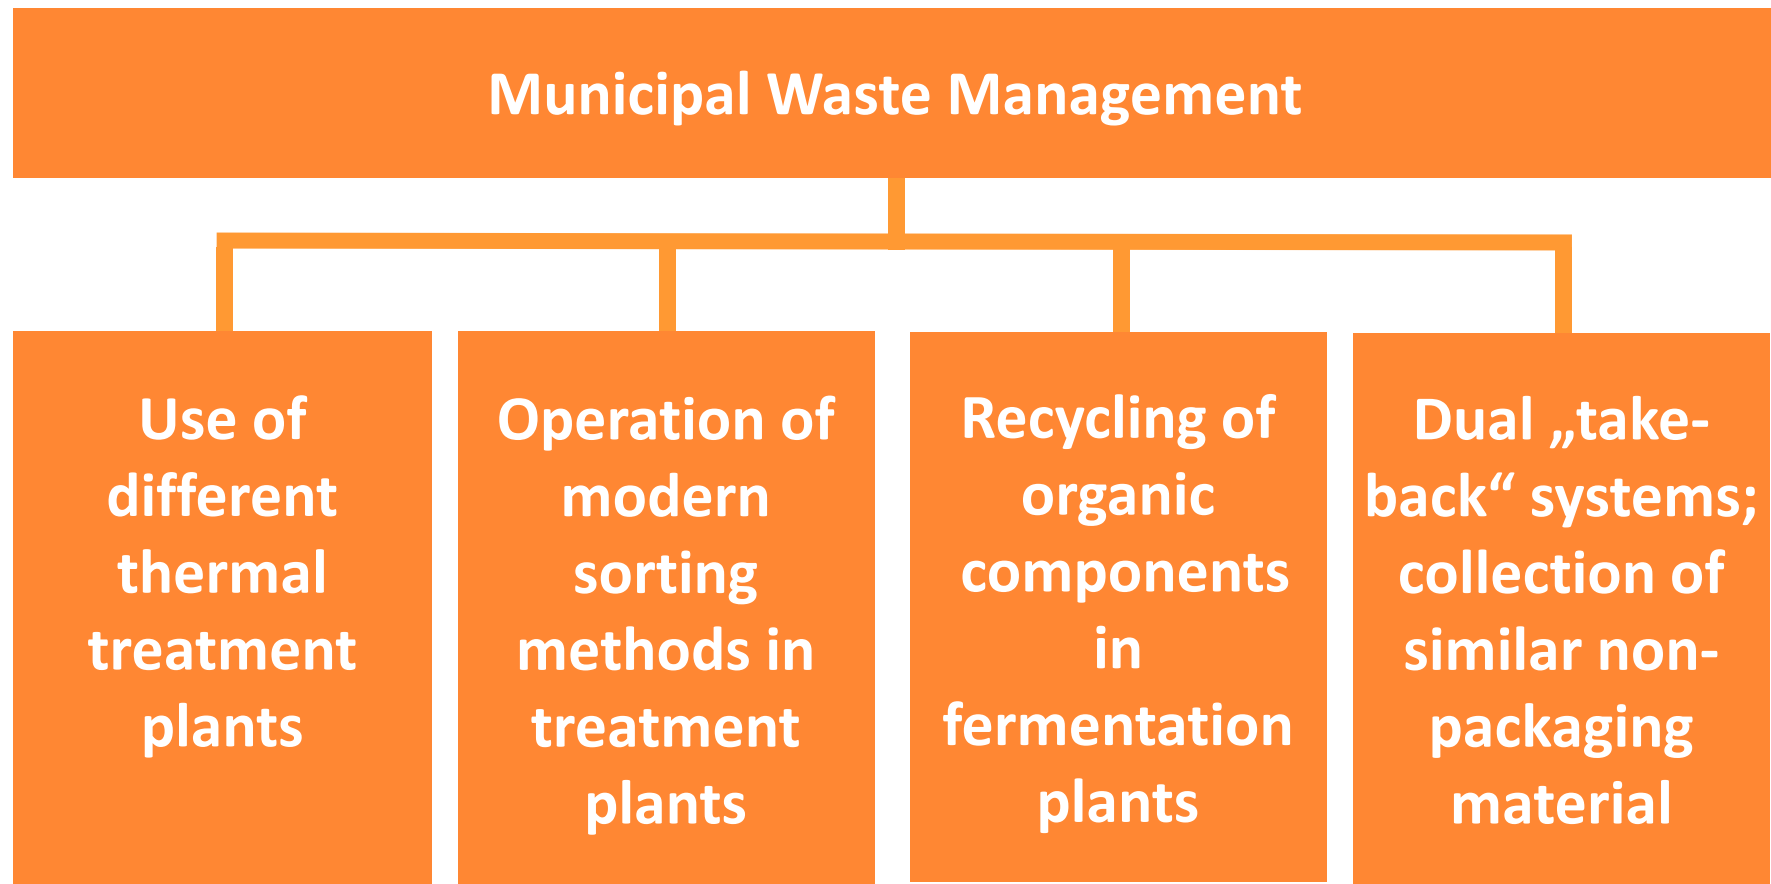 Municipal Waste Management
Use of
different
thermal
treatment
plants
Operation of
modern
sorting
methods in
treatment
plants
Recycling of
organic
components
in
fermentation
plants
Dual „take-
back“ systems;
collection of
similar non-
packaging
material